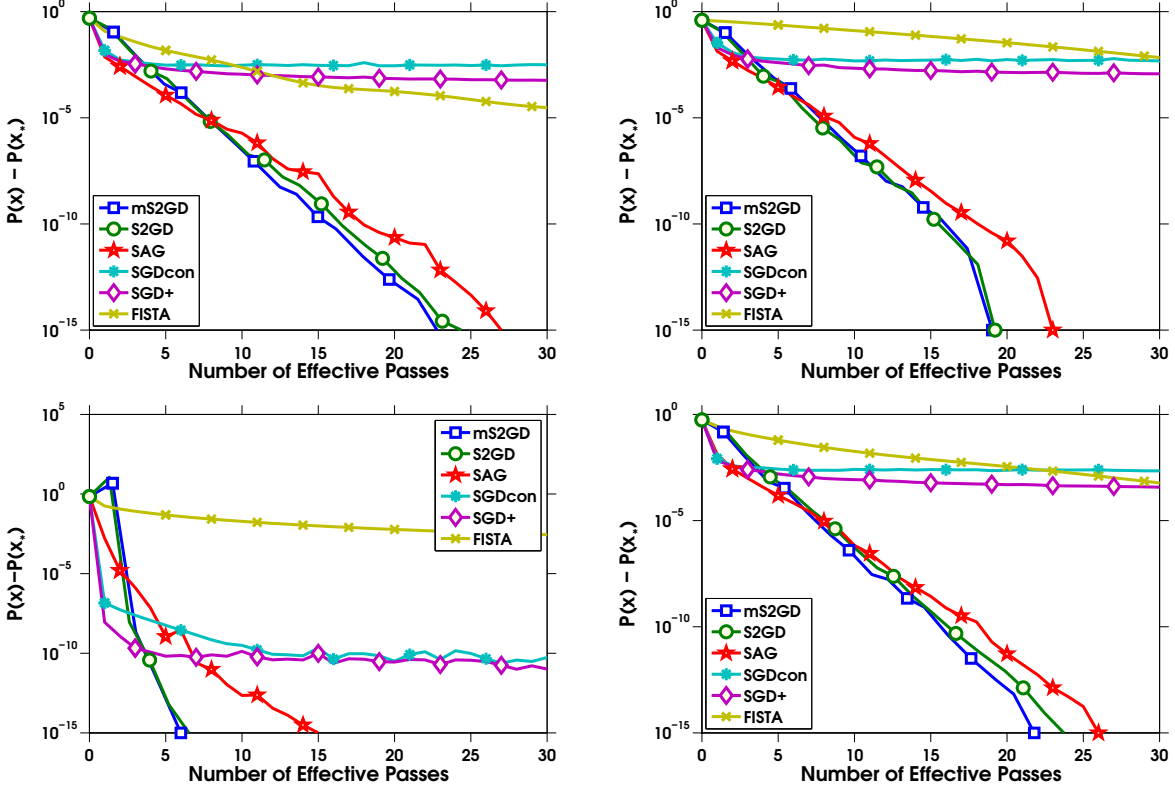 10^0
10^-5
10^-10
10^-15
P(x) - P(x_*)
mS2GD
S2GD
SAG
SGDcon
SGD+
FISTA
0 5 10 15 20 25 30
Number of Effective Passes
10^0
10^-5
10^-10
10^-15
P(x) - P(x_*)
mS2GD
S2GD
SAG
SGDcon
SGD+
FISTA
0 5 10 15 20 25 30
Number of Effective Passes
10^5
10^0
10^-5
10^-10
10^-15
P(x)-P(x_*)
mS2GD
S2GD
SAG
SGDcon
SGD+
FISTA
0 5 10 15 20 25 30
Number of Effective Passes
10^0
10^-5
10^-10
10^-15
P(x) - P(x_*)
mS2GD
S2GD
SAG
SGDcon
SGD+
FISTA
0 5 10 15 20 25 30
Number of Effective Passes